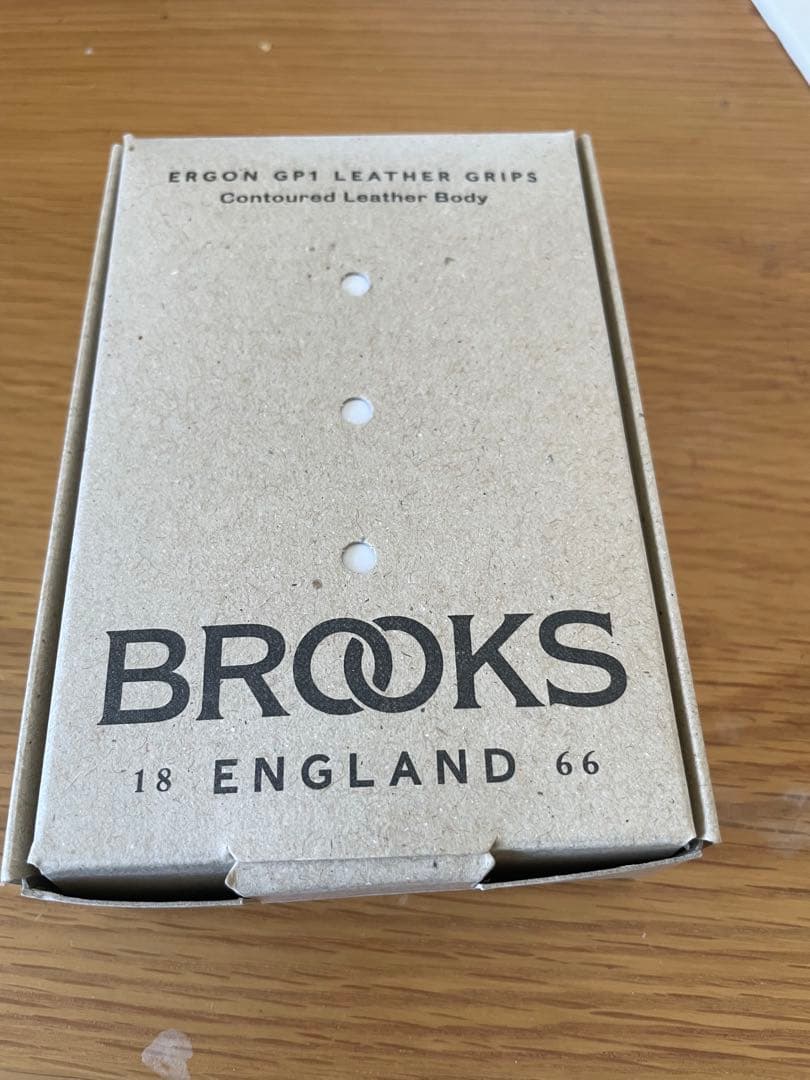 ERGON GP1 LEATHER GRIPS
Contoured Leather Body
BROOKS
18 ENGLAND 66